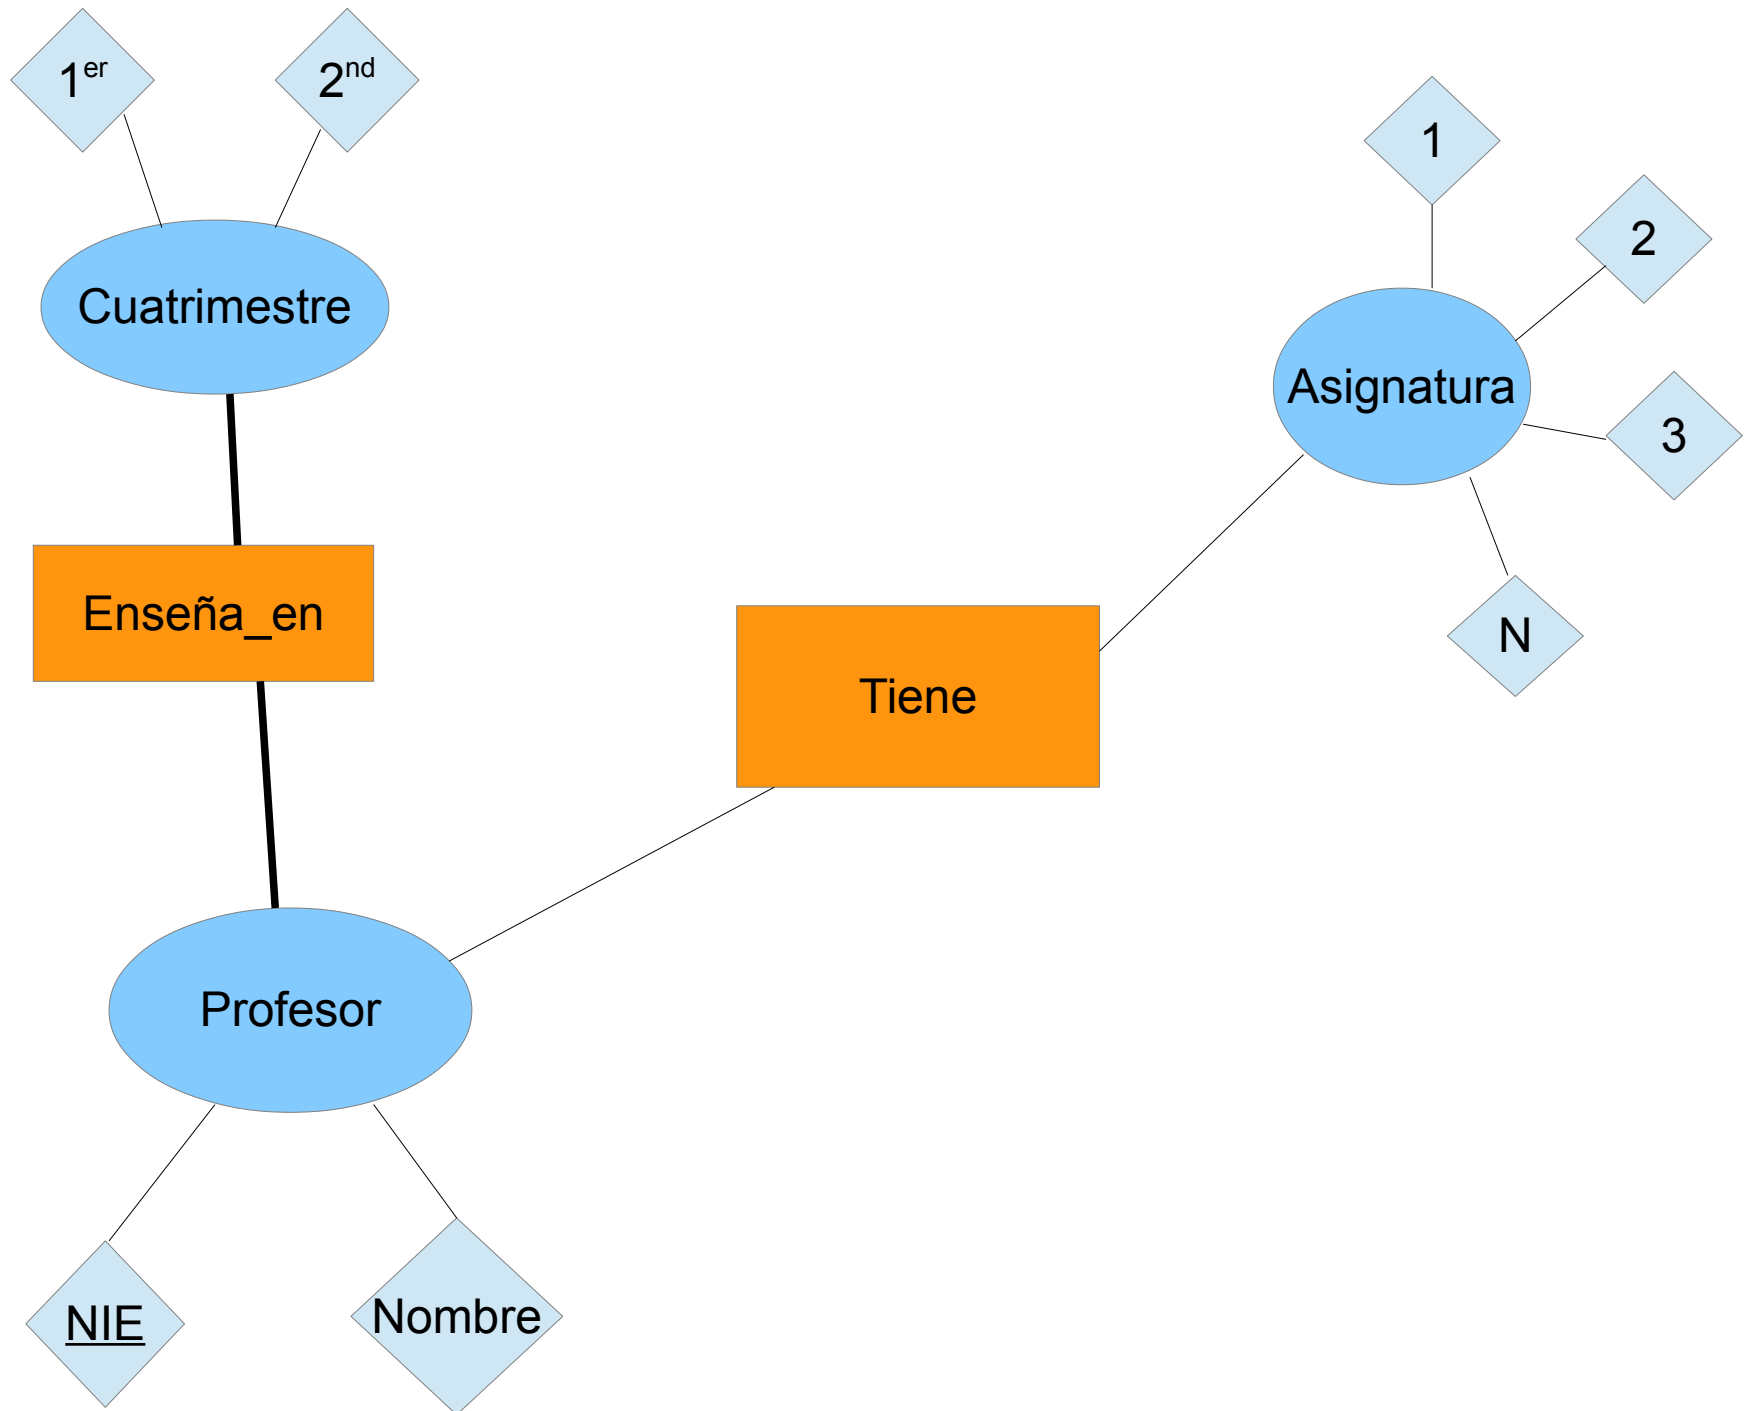 1er
2nd
1
2
Cuatrimestre
Asignatura
3
Enseña_en
N
Tiene
Profesor
NIE
Nombre